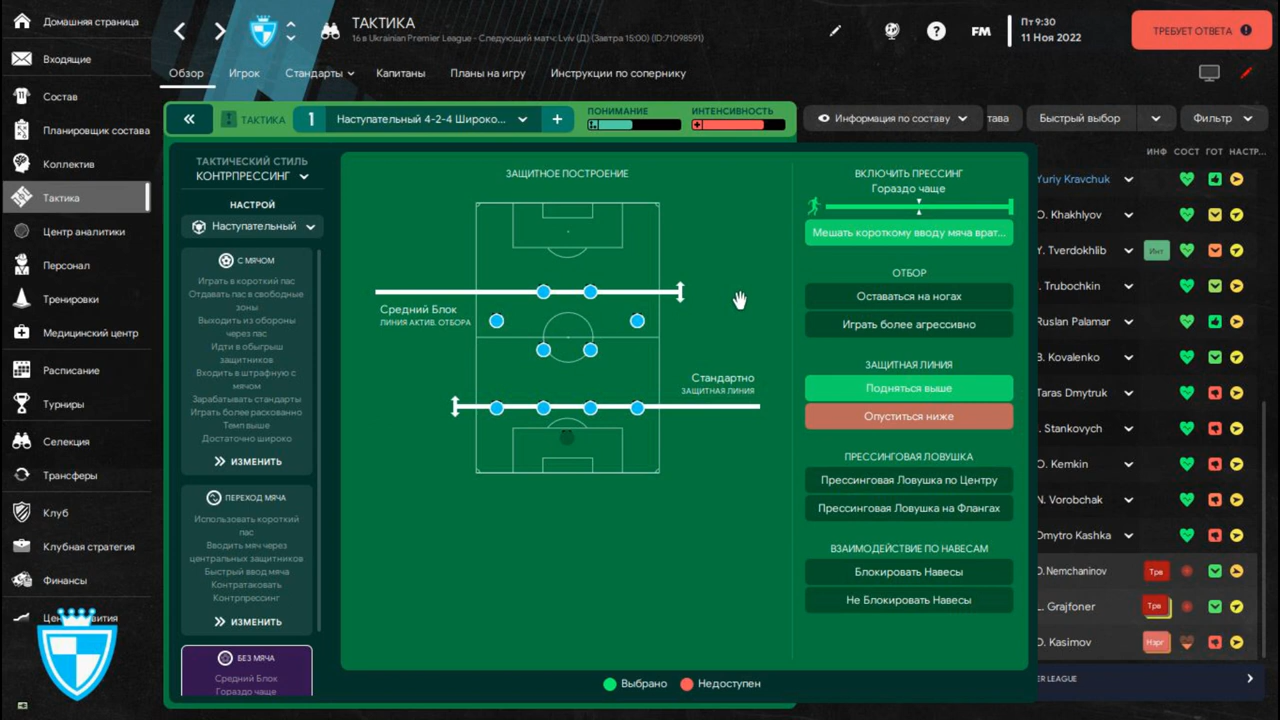 Домашняя страница
Входящие
Состав
Планировщик состава
Коллектив
Тактика
Центр аналитики
Персонал
Тренировки
Медицинский центр
Расписание
Турниры
Селекция
Трансферы
Клуб
Клубная стратегия
Финансы
ТАКТИКА
16 в Ukrainian Premier League - Следующий матч: Lviv (Д) (Завтра 15:00) (ID:71098591)
FM
Пт 9:30
11 Ноя 2022
ТРЕБУЕТ ОТВЕТА
Обзор
Игрок
Стандарты
Капитаны
Планы на игру
Инструкции по сопернику
ТАКТИКА
1
Наступательный 4-2-4 Широко...
ПОНИМАНИЕ
ИНТЕНСИВНОСТЬ
Информация по составу
тава
Быстрый выбор
Фильтр
ТАКТИЧЕСКИЙ СТИЛЬ
КОНТРПРЕССИНГ
НАСТРОЙ
Наступательный
С МЯЧОМ
Играть в короткий пас
Отдавать пас в свободные
зоны
Выходить из обороны
через пас
Идти в обыгрыш
защитников
Входить в штрафную с
мячом
Зарабатывать стандарты
Играть более раскованно
Темп выше
Достаточно широко
ИЗМЕНИТЬ
ПЕРЕХОД МЯЧА
Использовать короткий
пас
Вводить мяч через
центральных защитников
Быстрый ввод мяча
Контратаковать
Контрпрессинг
ИЗМЕНИТЬ
БЕЗ МЯЧА
Средний Блок
Гораздо чаще
ЗАЩИТНОЕ ПОСТРОЕНИЕ
Средний Блок
ЛИНИЯ АКТИВ. ОТБОРА
Стандартно
ЗАЩИТНАЯ ЛИНИЯ
ВКЛЮЧИТЬ ПРЕССИНГ
Гораздо чаще
Мешать короткому вводу мяча врат...
ОТБОР
Оставаться на ногах
Играть более агрессивно
ЗАЩИТНАЯ ЛИНИЯ
Подняться выше
Опуститься ниже
ПРЕССИНГОВАЯ ЛОВУШКА
Прессинговая Ловушка по Центру
Прессинговая Ловушка на Флангах
ВЗАИМОДЕЙСТВИЕ ПО НАВЕСАМ
Блокировать Навесы
Не Блокировать Навесы
Выбрано
Недоступен
ИНФ СОСТ ГОТ НАСТР...
Yuriy Kravchuk
O. Khakhlyov
Y. Tverdokhlib Инт
. Trubochkin
Ruslan Palamar
B. Kovalenko
Taras Dmytruk
. Stankovych
O. Kemkin
N. Vorobchak
Dmytro Kashka
D. Nemchaninov Трв
L. Grajfoner Трв
D. Kasimov Нзрг
ER LEAGUE